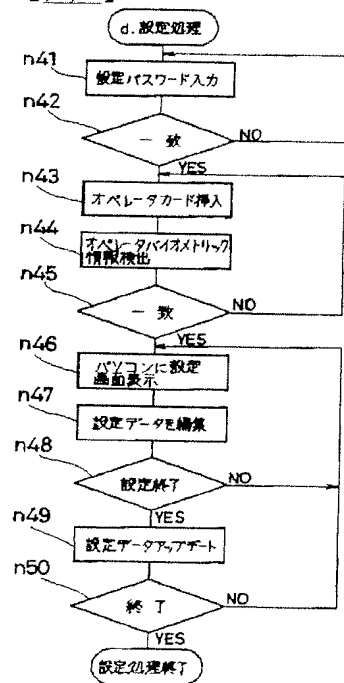 d. 設定処理
n41
設定パスワード入力
n42
一致
NO
YES
n43
オペレータカード挿入
n44
オペレータバイオメトリック
情報検出
n45
一致
NO
YES
n46
パソコンに設定
画面表示
n47
設定データを編集
n48
設定終了
NO
YES
n49
設定データアップデート
n50
終了
NO
YES
設定処理終了